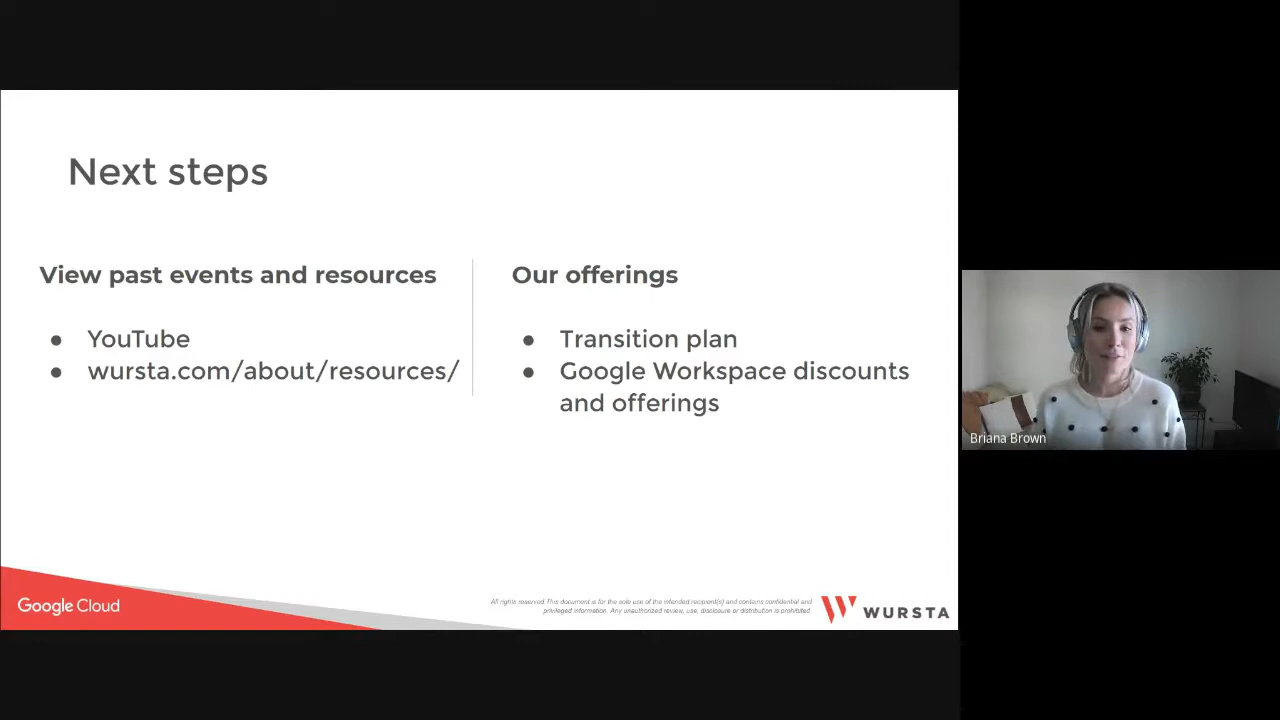 Next steps
View past events and resources
● YouTube
● wursta.com/about/resources/
Our offerings
● Transition plan
● Google Workspace discounts
and offerings
Briana Brown
Google Cloud
All rights reserved This document is for the sole use of the intended recipient(s) and contains confidential and
privileged information. Any unauthorized review, use, disclosure or distribution is prohibited.
WURSTA